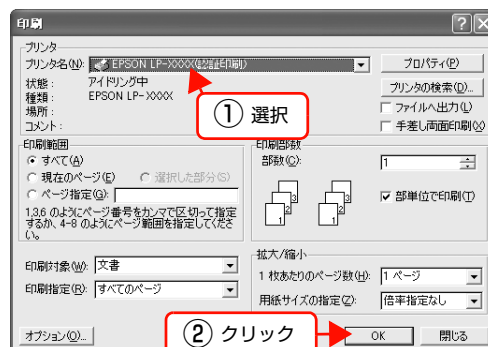 印刷
プリンタ
プリンタ名(N): EPSON LP-XXXX(認証印刷) プロパティ(P)
状態: アイドリング中 プリンタの検索(D)...
種類: EPSON LP-XXXX
場所: ファイルへ出力(L)
コメント: 手差し両面印刷(X)
① 選択
印刷範囲
すべて(A)
現在のページ(E) 選択した部分(S)
ページ指定(G):
1,3,6 のようにページ番号をカンマで区切って指定
するか、4-8 のようにページ範囲を指定してくださ
い。
印刷部数
部数(C): 1
1 2 3 1 2 3
部単位で印刷(T)
印刷対象(W): 文書
印刷指定(R): すべてのページ
拡大/縮小
1 枚あたりのページ数(H): 1 ページ
用紙サイズの指定(Z): 倍率指定なし
オプション(O)... ② クリック OK 閉じる